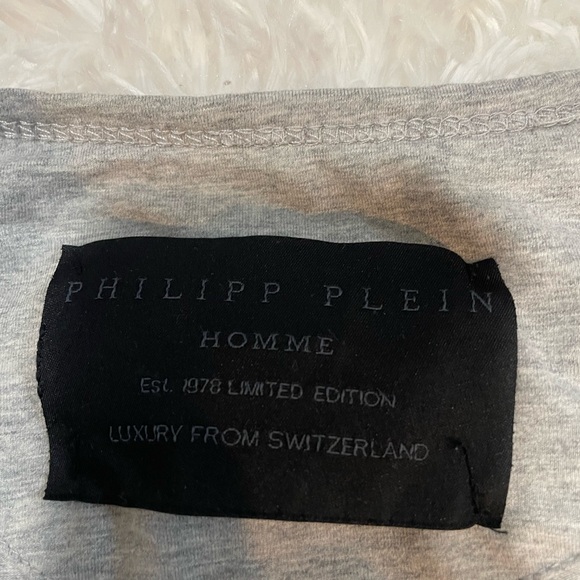 PHILIPP PLEIN
HOMME
Est. 1978 LIMITED EDITION
LUXURY FROM SWITZERLAND